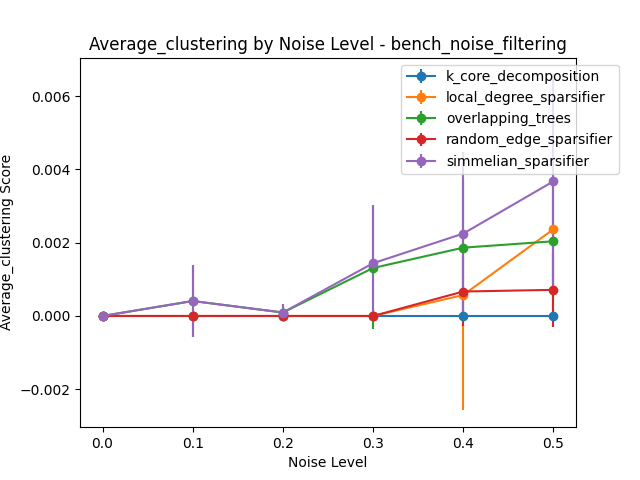 Average_clustering by Noise Level - bench_noise_filtering
k_core_decomposition
local_degree_sparsifier
overlapping_trees
random_edge_sparsifier
simmelian_sparsifier
Average_clustering Score
0.006
0.004
0.002
0.000
−0.002
0.0 0.1 0.2 0.3 0.4 0.5
Noise Level